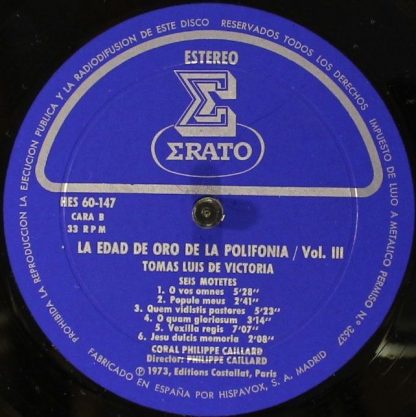 PROHIBIDA LA REPRODUCCION LA EJECUCION PUBLICA Y LA RADIODIFUSION DE ESTE DISCO RESERVADOS TODOS LOS DERECHOS IMPUESTO DE LUJO A METALICO PERMISO N.º 3637
ESTEREO
Σ
ΣRATO
HES 60-147
CARA B
33 RPM
LA EDAD DE ORO DE LA POLIFONIA / Vol. III
TOMAS LUIS DE VICTORIA
SEIS MOTETES
1. O vos omnes 5'28''
2. Popule meus 2'41''
3. Quem vidistis pastores 5'23''
4. O quam gloriosum 3'14''
5. Vexilla regis 7'07''
6. Jesu dulcis memoria 2'08''
CORAL PHILIPPE CAILLARD
Director: PHILIPPE CAILLARD
℗ 1973, Editions Costallat, Paris
FABRICADO EN ESPAÑA POR HISPAVOX, S. A. MADRID